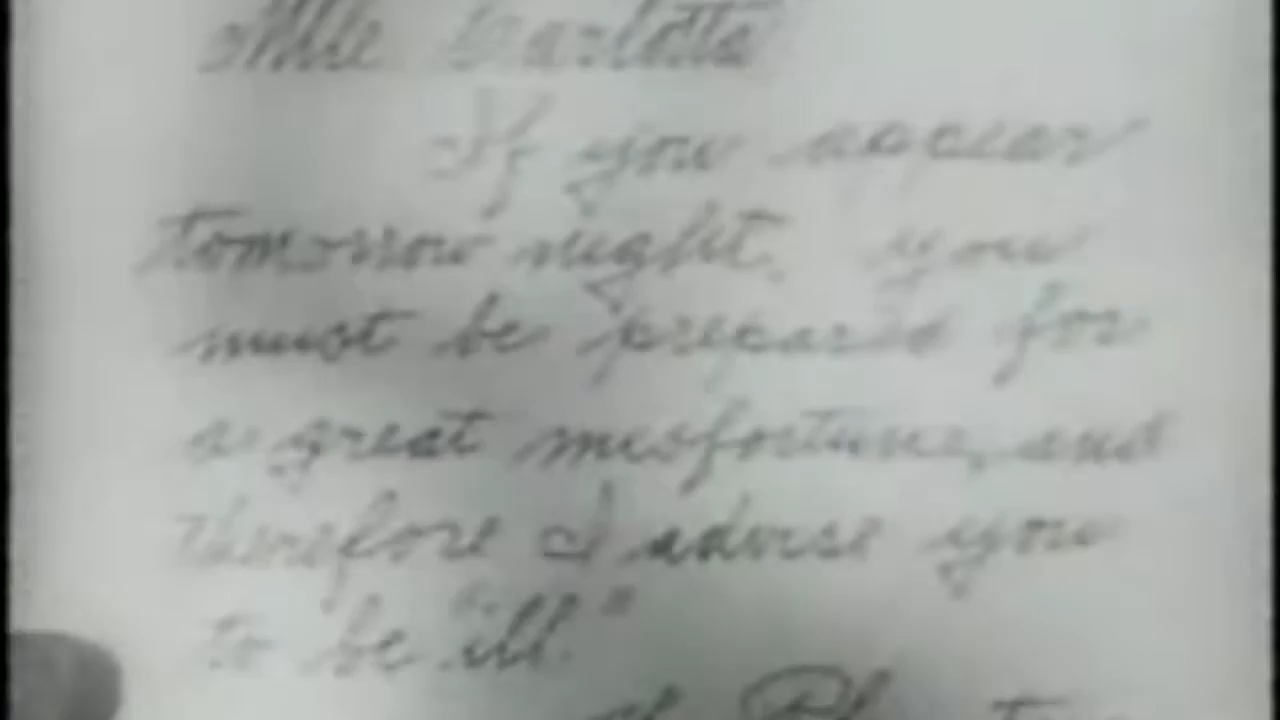 Mlle Carlotta
If you appear
tomorrow night, you
must be prepared for
a great misfortune, and
therefore I advise you
to be "ill."